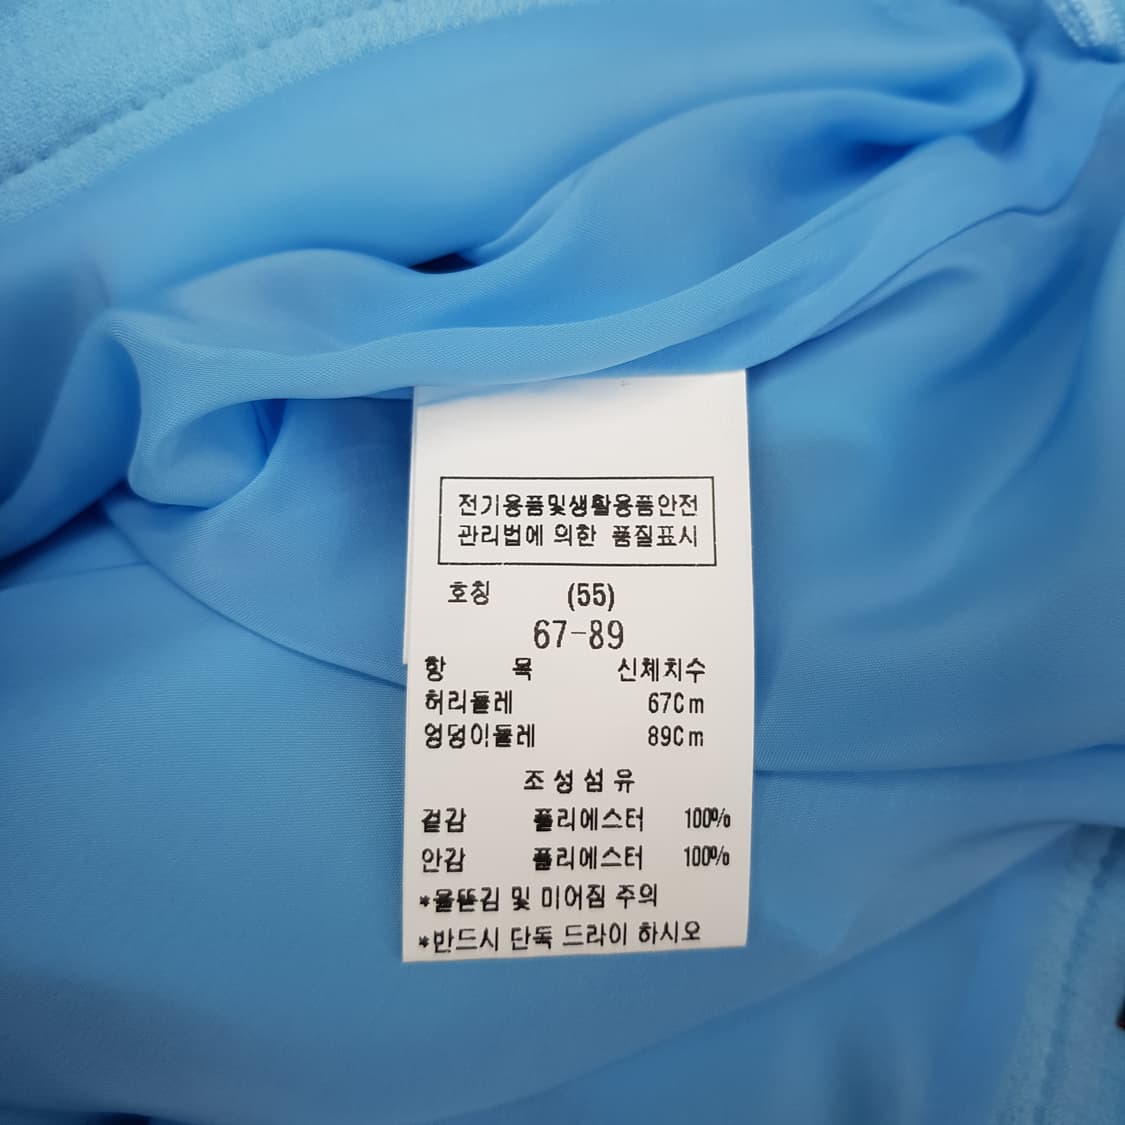 전기용품및생활용품안전
관리법에 의한 품질표시
호칭 (55)
67-89
항 목 신체치수
허리둘레 67Cm
엉덩이둘레 89Cm
조성섬유
겉감 폴리에스터 100%
안감 폴리에스터 100%
*올뜯김 및 미어짐 주의
*반드시 단독 드라이 하시오